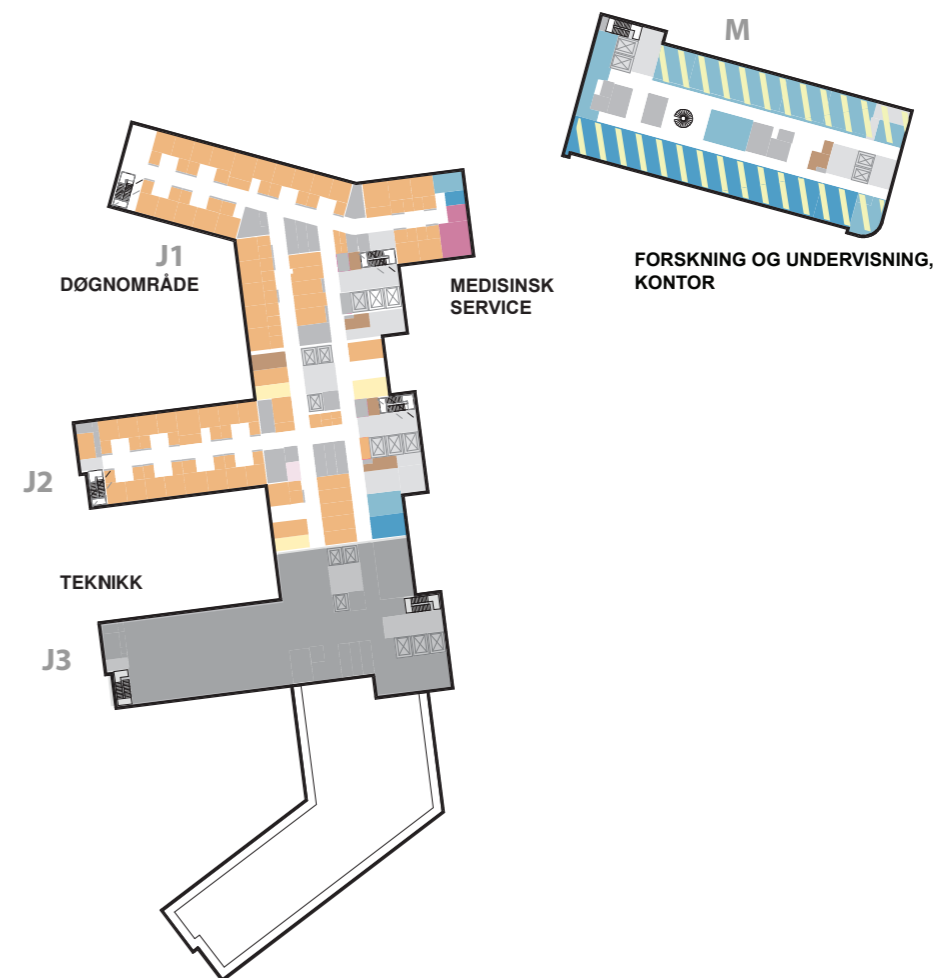 M
FORSKNING OG UNDERVISNING,
KONTOR
J1
DØGNOMRÅDE
MEDISINSK
SERVICE
J2
TEKNIKK
J3